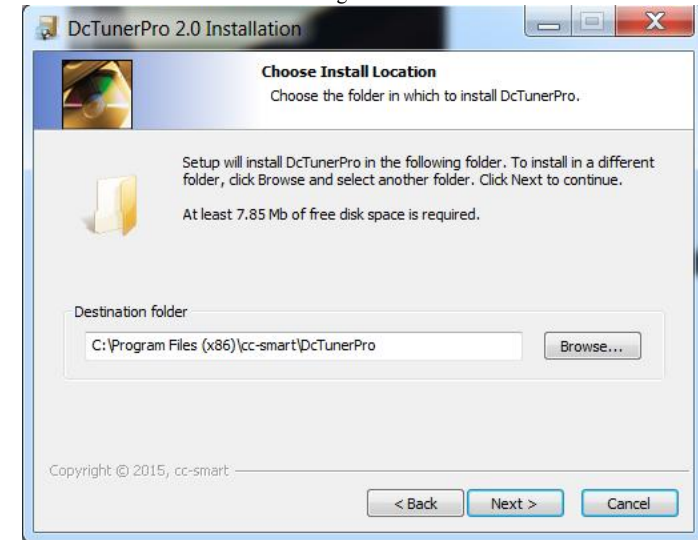 DcTunerPro 2.0 Installation
Choose Install Location
Choose the folder in which to install DcTunerPro.
Setup will install DcTunerPro in the following folder. To install in a different
folder, click Browse and select another folder. Click Next to continue.
At least 7.85 Mb of free disk space is required.
Destination folder
C:\Program Files (x86)\cc-smart\DcTunerPro
Browse...
Copyright © 2015, cc-smart
< Back Next > Cancel